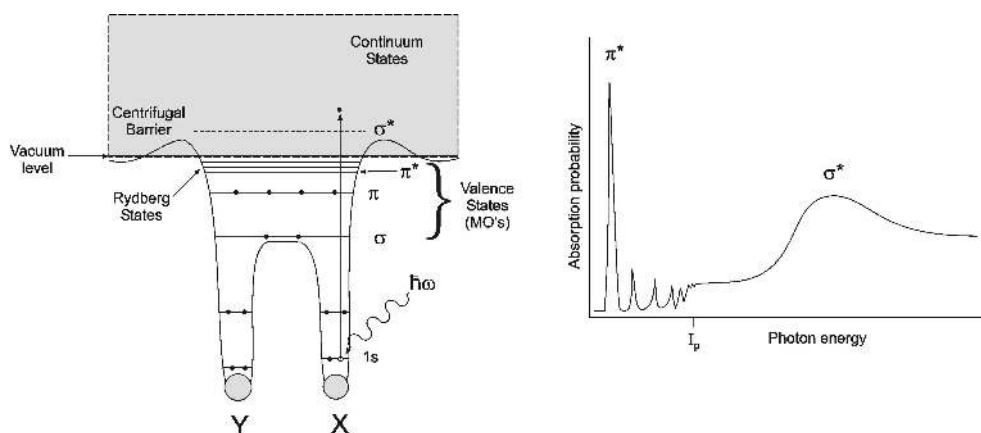 Continuum
States
Centrifugal
Barrier
σ*
Vacuum
level
π*
Rydberg
States
π
Valence
States
(MO's)
σ
ħω
1s
Y
X
π*
σ*
Absorption probability
I_p
Photon energy